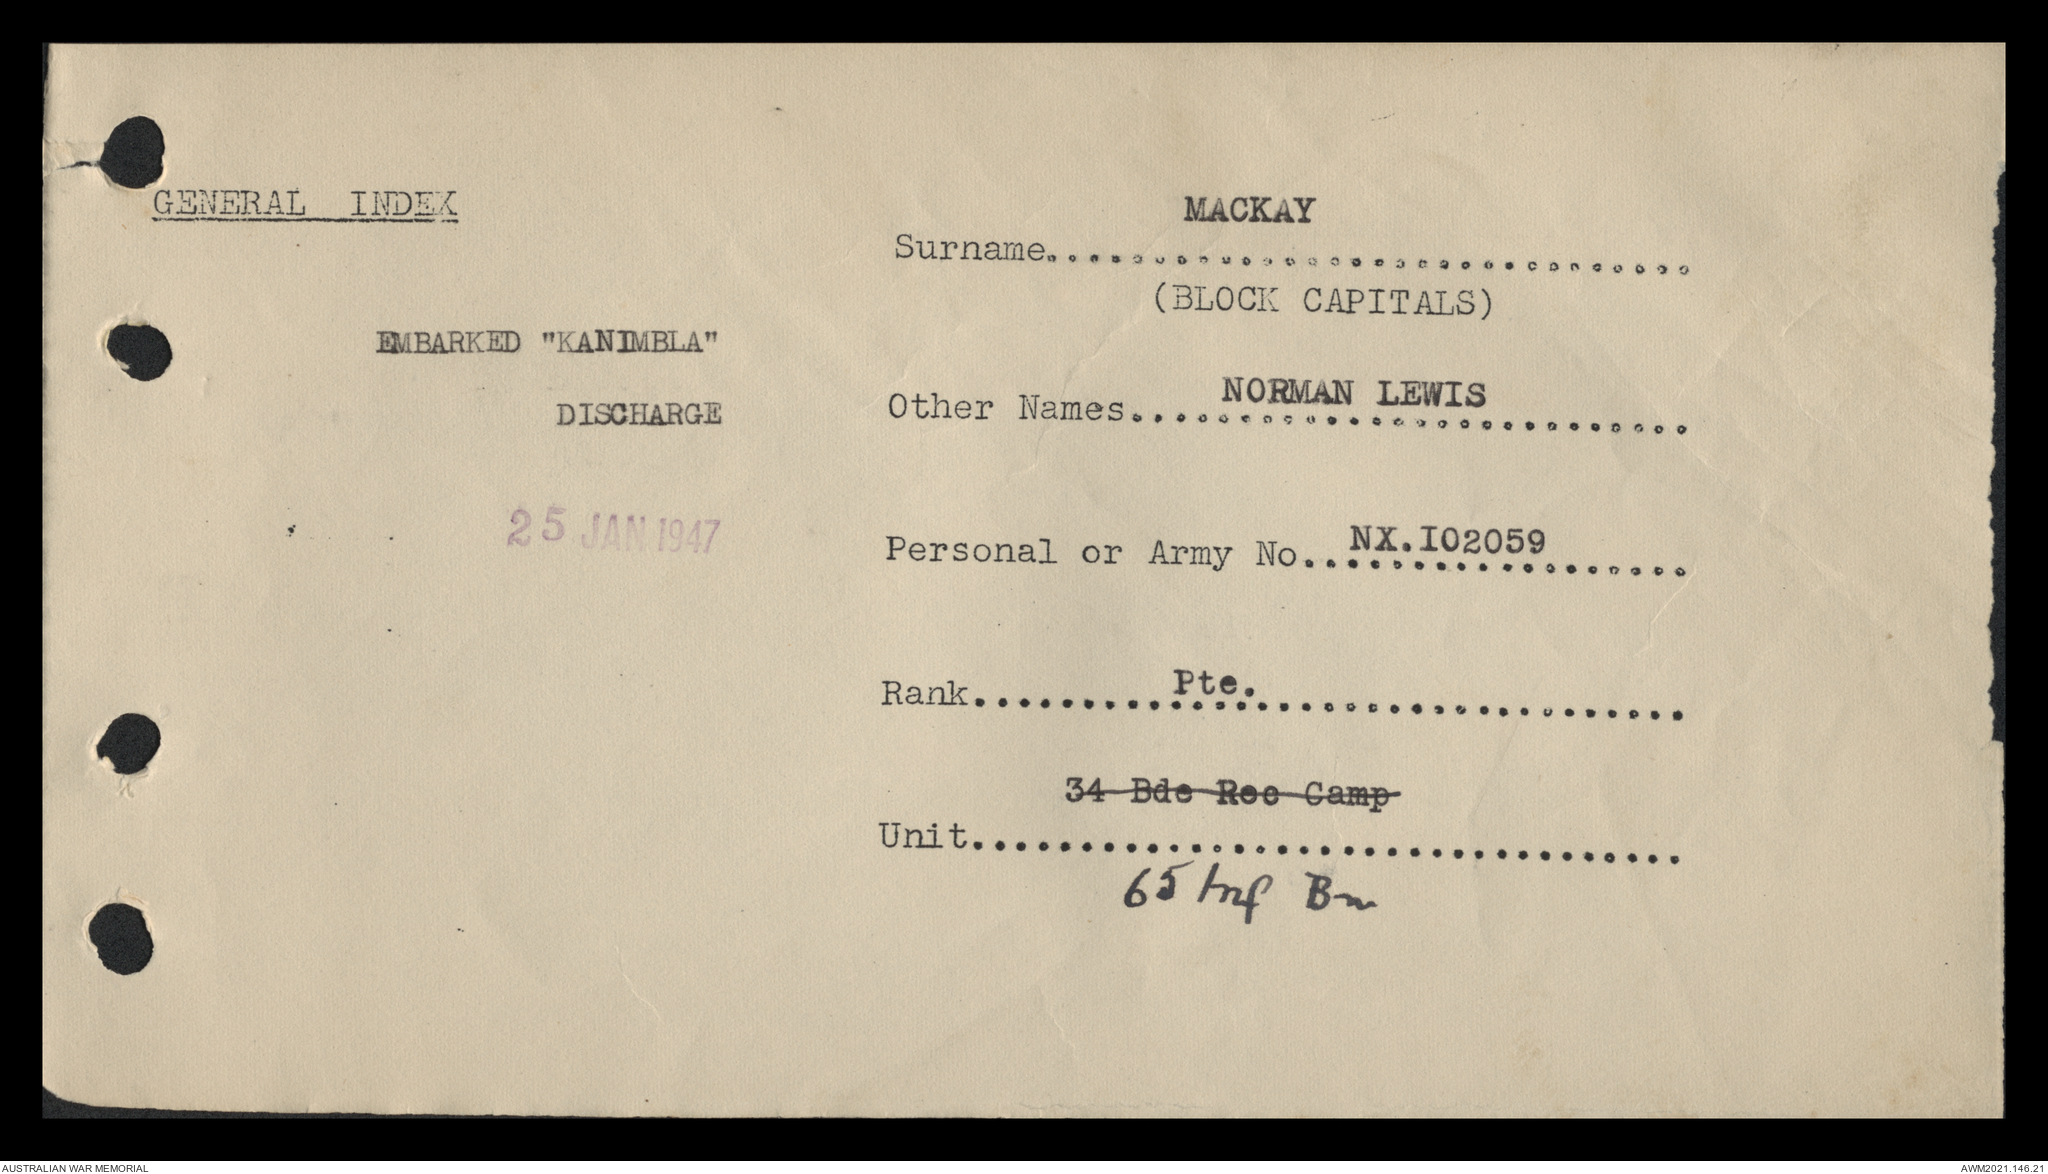 GENERAL INDEX
EMBARKED "KANIMBLA"
DISCHARGE
25 JAN 1947
MACKAY
Surname..............................
(BLOCK CAPITALS)
NORMAN LEWIS
Other Names..........................
NX.I02059
Personal or Army No..................
Pte.
Rank.................................
34 Bde Rec Camp
Unit.................................
65 Inf Bn
AUSTRALIAN WAR MEMORIAL
AWM2021.146.21